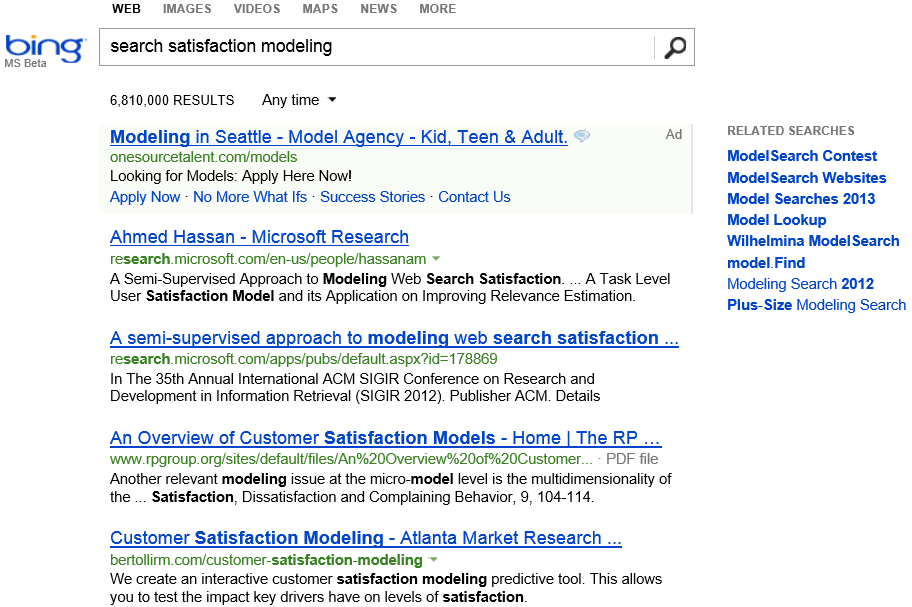 WEB IMAGES VIDEOS MAPS NEWS MORE
bing
MS Beta
search satisfaction modeling
6,810,000 RESULTS Any time
Modeling in Seattle - Model Agency - Kid, Teen & Adult.
Ad
onesourcetalent.com/models
Looking for Models: Apply Here Now!
Apply Now · No More What Ifs · Success Stories · Contact Us
Ahmed Hassan - Microsoft Research
research.microsoft.com/en-us/people/hassanam
A Semi-Supervised Approach to Modeling Web Search Satisfaction. ... A Task Level
User Satisfaction Model and its Application on Improving Relevance Estimation.
A semi-supervised approach to modeling web search satisfaction ...
research.microsoft.com/apps/pubs/default.aspx?id=178869
In The 35th Annual International ACM SIGIR Conference on Research and
Development in Information Retrieval (SIGIR 2012). Publisher ACM. Details
An Overview of Customer Satisfaction Models - Home | The RP ...
www.rpgroup.org/sites/default/files/An%20Overview%20of%20Customer... · PDF file
Another relevant modeling issue at the micro-model level is the multidimensionality of
the ... Satisfaction, Dissatisfaction and Complaining Behavior, 9, 104-114.
Customer Satisfaction Modeling - Atlanta Market Research ...
bertollirm.com/customer-satisfaction-modeling
We create an interactive customer satisfaction modeling predictive tool. This allows
you to test the impact key drivers have on levels of satisfaction.
RELATED SEARCHES
ModelSearch Contest
ModelSearch Websites
Model Searches 2013
Model Lookup
Wilhelmina ModelSearch
model.Find
Modeling Search 2012
Plus-Size Modeling Search